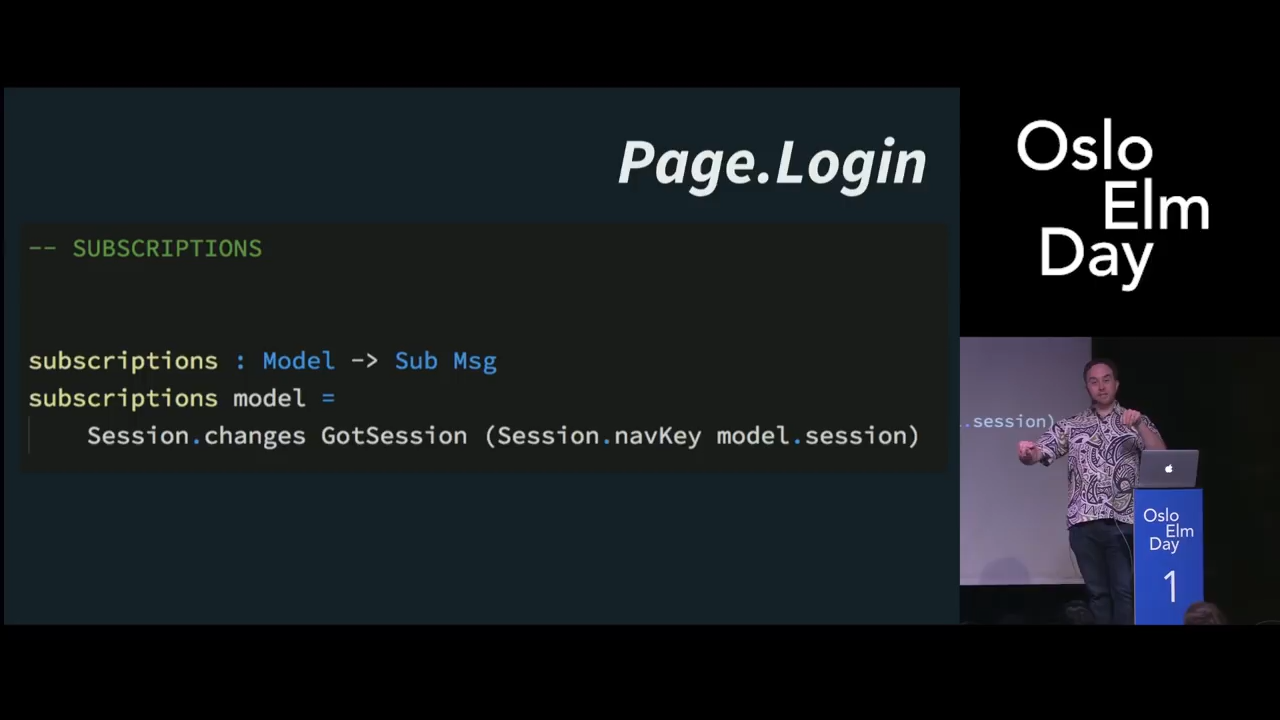 Page.Login
-- SUBSCRIPTIONS
subscriptions : Model -> Sub Msg
subscriptions model =
Session.changes GotSession (Session.navKey model.session)
Oslo
Elm
Day
.session)
Oslo
Elm
Day
1